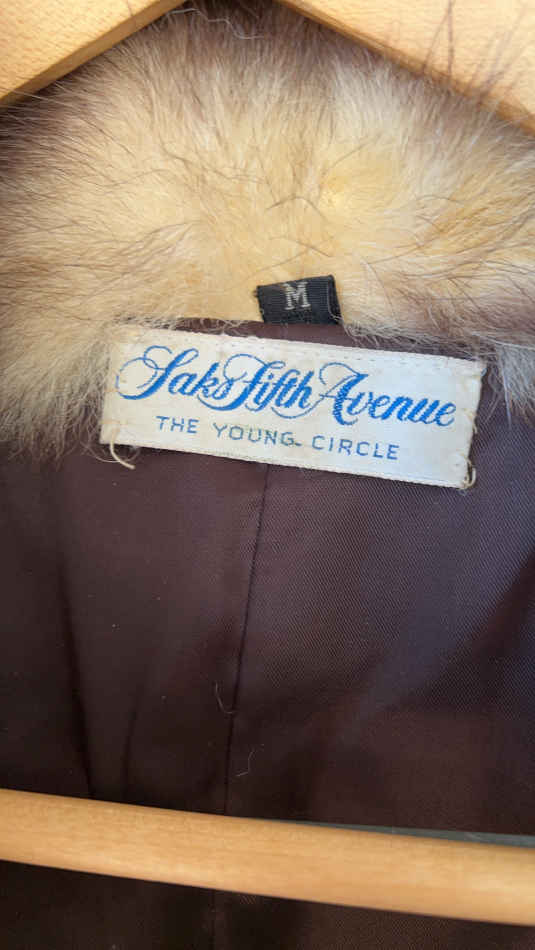 M
Saks Fifth Avenue
THE YOUNG CIRCLE